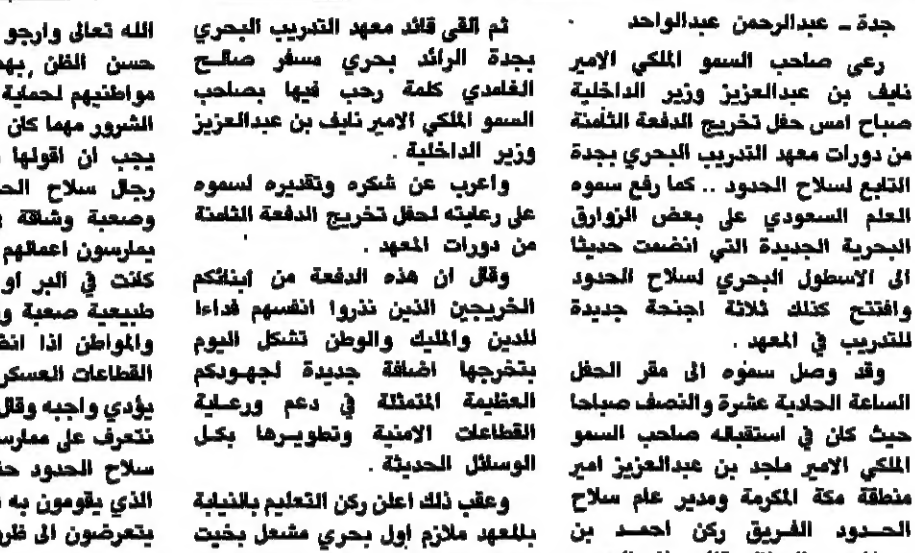 جدة ـ عبدالرحمن عبدالواحد
رعى صاحب السمو الملكي الامير
نايف بن عبدالعزيز وزير الداخلية
صباح امس حفل تخريج الدفعة الثامنة
من دورات معهد التدريب البحري بجدة
التابع لسلاح الحدود .. كما رفع سموه
العلم السعودي على بعض الزوارق
البحرية الجديدة التي انضمت حديثا
الى الاسطول البحري لسلاح الحدود
وافتتح كذلك ثلاثة اجنحة جديدة
للتدريب في المعهد .
وقد وصل سموه الى مقر الحفل
الساعة الحادية عشرة والنصف صباحا
حيث كان في استقباله صاحب السمو
الملكي الامير ماجد بن عبدالعزيز امير
منطقة مكة المكرمة ومدير عام سلاح
الحدود الفريق ركن احمد بن
ثم القى قائد معهد التدريب البحري
بجدة الرائد بحري مسفر صالح
الغامدي كلمة رحب فيها بصاحب
السمو الملكي الامير نايف بن عبدالعزيز
وزير الداخلية .
واعرب عن شكره وتقديره لسموه
على رعايته لحفل تخريج الدفعة الثامنة
من دورات المعهد .
وقال ان هذه الدفعة من ابنائكم
الخريجين الذين نذروا انفسهم فداءا
للدين والمليك والوطن تشكل اليوم
بتخرجها اضافة جديدة لجهودكم
العظيمة المتمثلة في دعم ورعاية
القطاعات الامنية وتطويرها بكل
الوسائل الحديثة .
وعقب ذلك اعلن ركن التعليم بالنيابة
بالمعهد ملازم اول بحري مشعل بخيت
الله تعالى وارجو
حسن الظن
مواطنيهم لحماية
الشرور مهما كان
يجب ان اقولها
رجال سلاح
وصعبة وشاقة
يمارسون اعمالهم
كانت في البر او
طبيعية صعبة
والمواطن اذا
القطاعات
يؤدي واجبه وقال
نتعرف على
سلاح الحدود
الذي يقومون به
يتعرضون الى